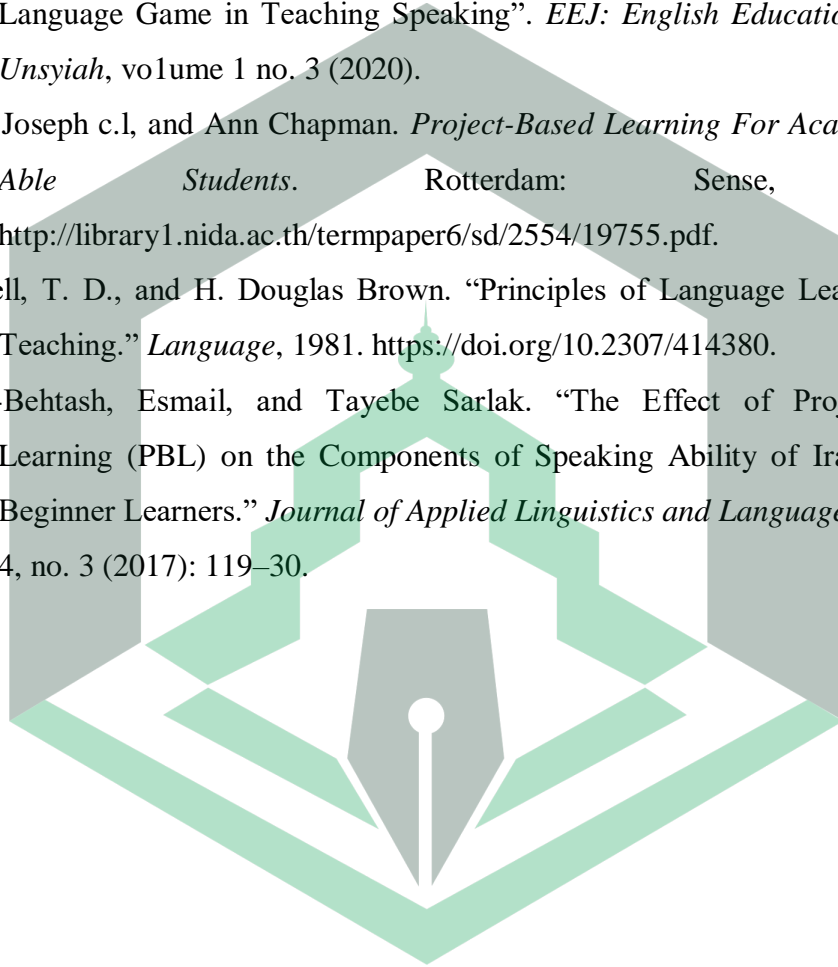 Language Game in Teaching Speaking”. EEJ: English Educatio
Unsyiah, vo1ume 1 no. 3 (2020).
Joseph c.l, and Ann Chapman. Project-Based Learning For Aca
Able Students. Rotterdam: Sense,
http://library1.nida.ac.th/termpaper6/sd/2554/19755.pdf.
ell, T. D., and H. Douglas Brown. “Principles of Language Lea
Teaching.” Language, 1981. https://doi.org/10.2307/414380.
-Behtash, Esmail, and Tayebe Sarlak. “The Effect of Proj
Learning (PBL) on the Components of Speaking Ability of Ira
Beginner Learners.” Journal of Applied Linguistics and Language
4, no. 3 (2017): 119–30.